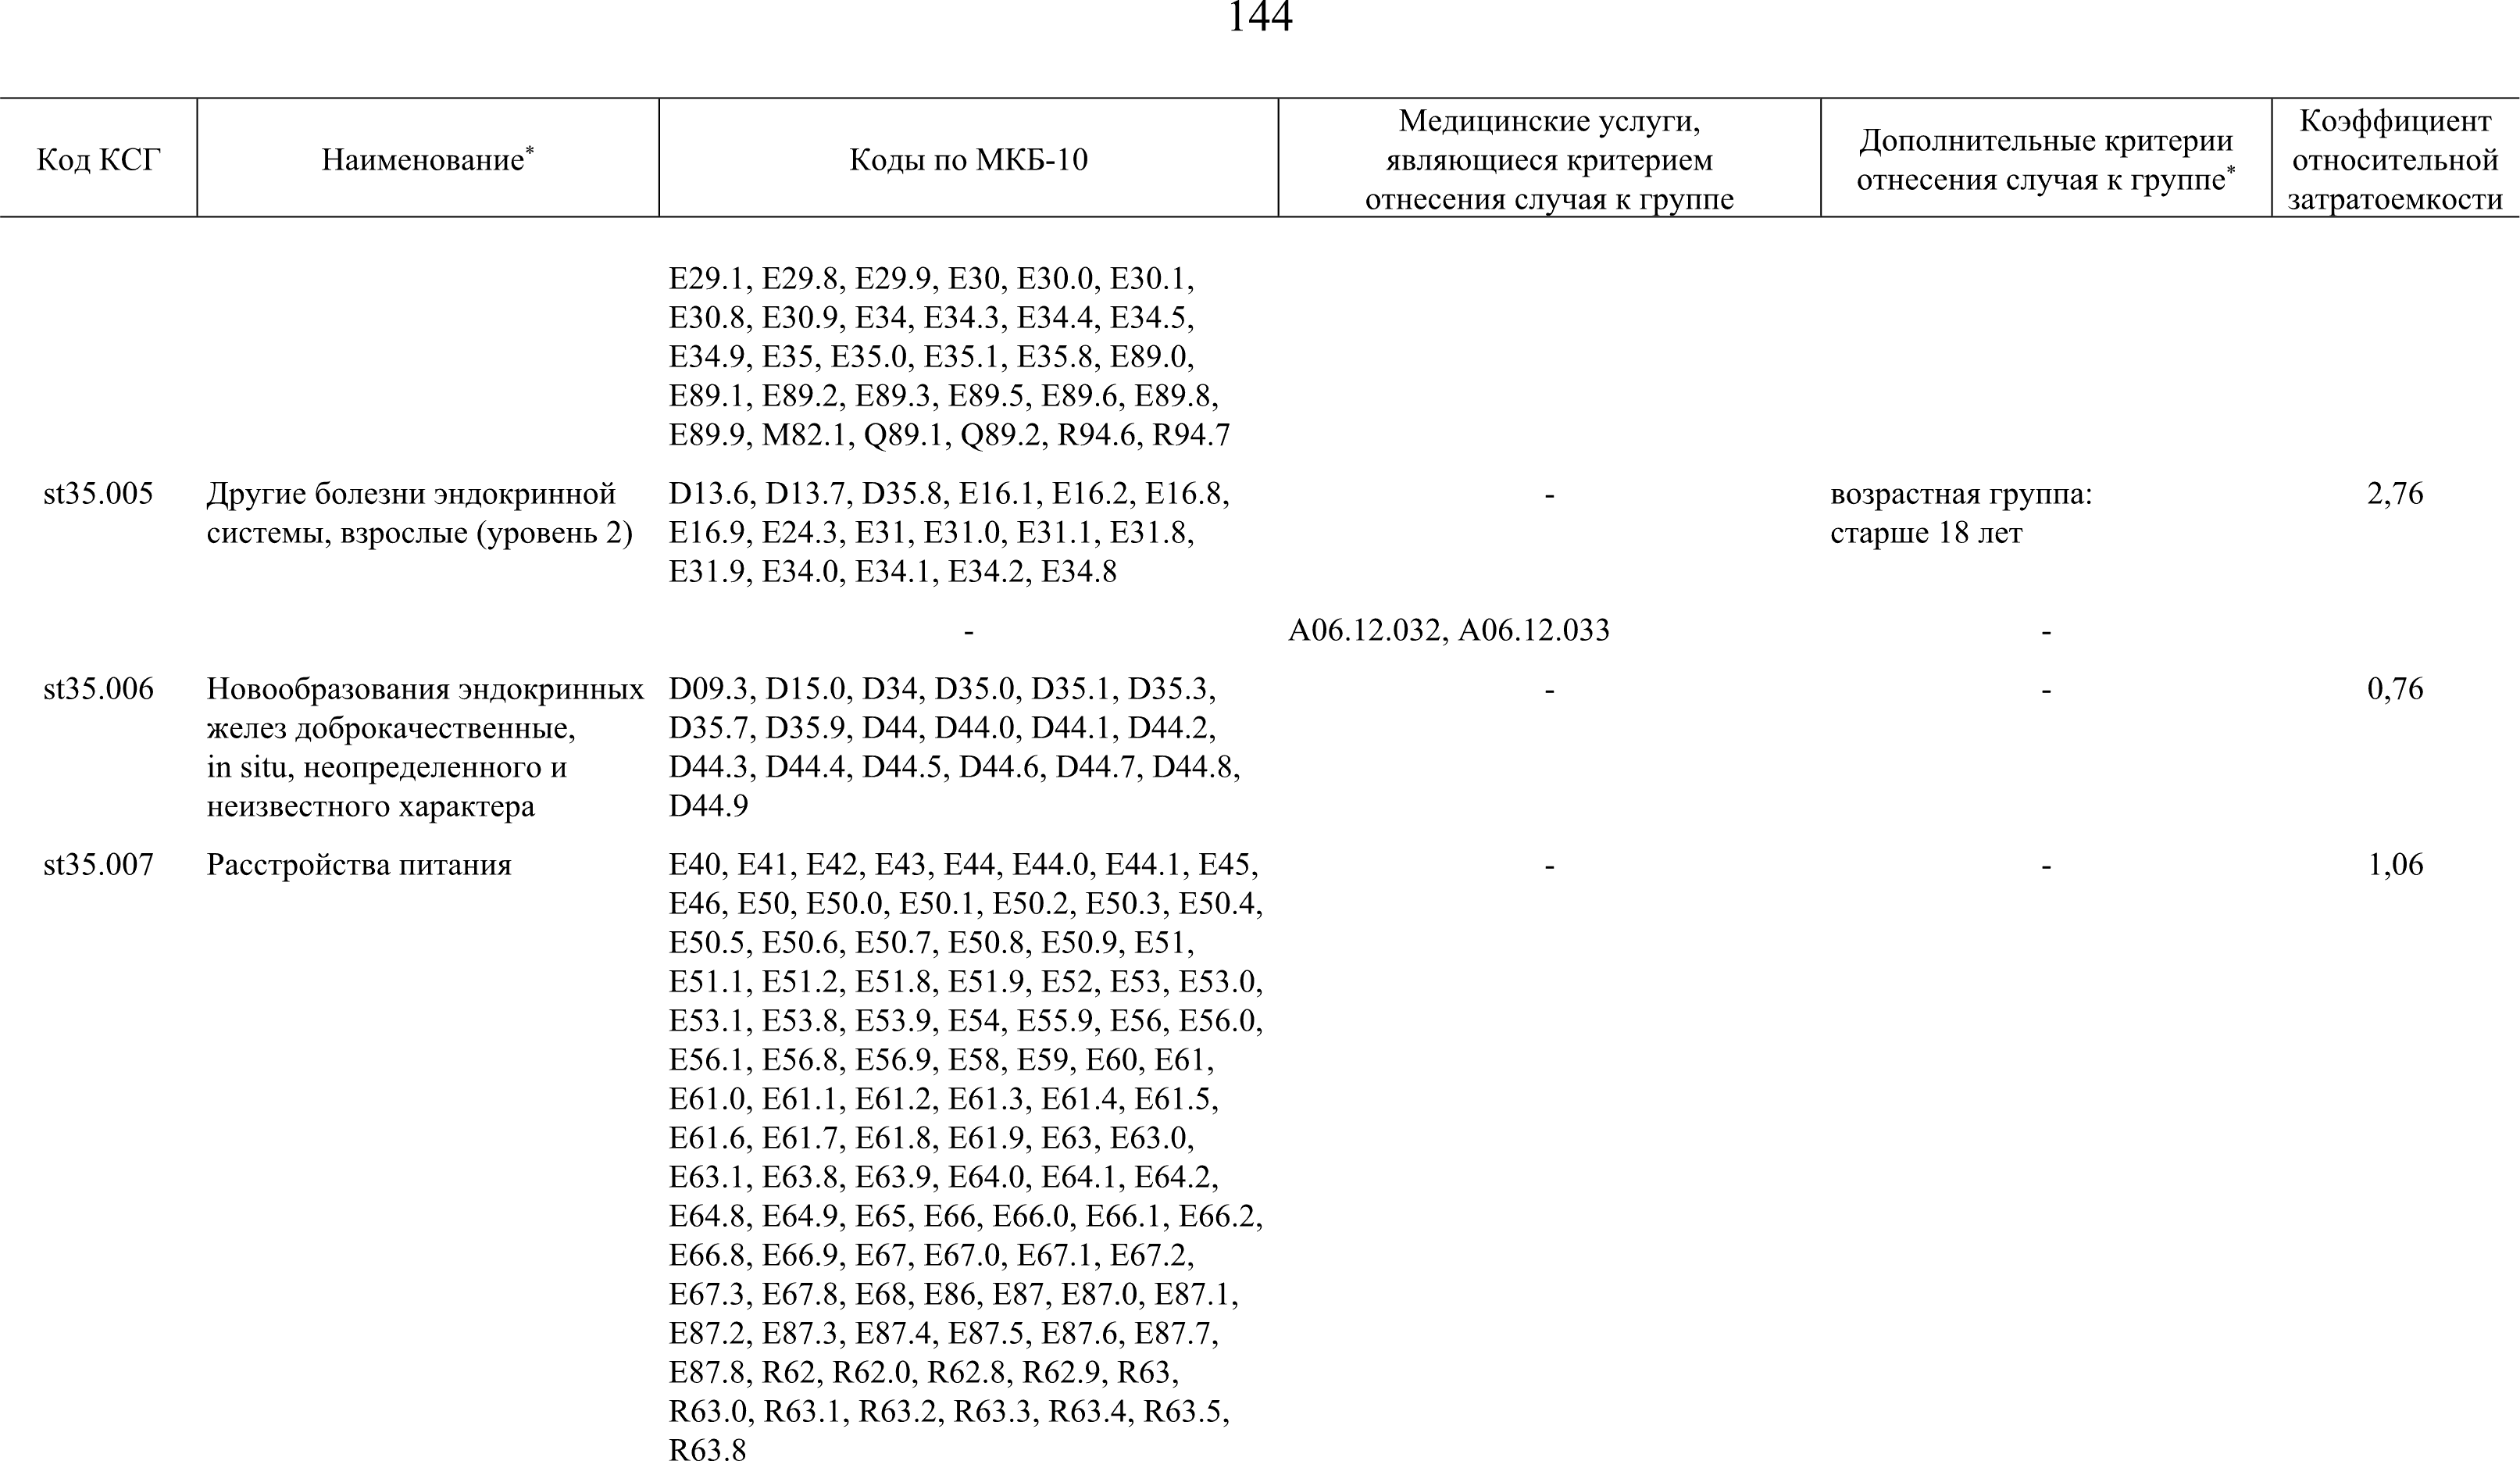 144
Код КСГ
Наименование*
Коды по МКБ-10
Медицинские услуги,
являющиеся критерием
отнесения случая к группе
Дополнительные критерии
отнесения случая к группе*
Коэффициент
относительной
затратоемкости
E29.1, E29.8, E29.9, E30, E30.0, E30.1,
E30.8, E30.9, E34, E34.3, E34.4, E34.5,
E34.9, E35, E35.0, E35.1, E35.8, E89.0,
E89.1, E89.2, E89.3, E89.5, E89.6, E89.8,
E89.9, M82.1, Q89.1, Q89.2, R94.6, R94.7
st35.005
Другие болезни эндокринной
системы, взрослые (уровень 2)
D13.6, D13.7, D35.8, E16.1, E16.2, E16.8,
E16.9, E24.3, E31, E31.0, E31.1, E31.8,
E31.9, E34.0, E34.1, E34.2, E34.8
-
возрастная группа:
старше 18 лет
2,76
-
A06.12.032, A06.12.033
-
st35.006
Новообразования эндокринных
желез доброкачественные,
in situ, неопределенного и
неизвестного характера
D09.3, D15.0, D34, D35.0, D35.1, D35.3,
D35.7, D35.9, D44, D44.0, D44.1, D44.2,
D44.3, D44.4, D44.5, D44.6, D44.7, D44.8,
D44.9
-
-
0,76
st35.007
Расстройства питания
E40, E41, E42, E43, E44, E44.0, E44.1, E45,
E46, E50, E50.0, E50.1, E50.2, E50.3, E50.4,
E50.5, E50.6, E50.7, E50.8, E50.9, E51,
E51.1, E51.2, E51.8, E51.9, E52, E53, E53.0,
E53.1, E53.8, E53.9, E54, E55.9, E56, E56.0,
E56.1, E56.8, E56.9, E58, E59, E60, E61,
E61.0, E61.1, E61.2, E61.3, E61.4, E61.5,
E61.6, E61.7, E61.8, E61.9, E63, E63.0,
E63.1, E63.8, E63.9, E64.0, E64.1, E64.2,
E64.8, E64.9, E65, E66, E66.0, E66.1, E66.2,
E66.8, E66.9, E67, E67.0, E67.1, E67.2,
E67.3, E67.8, E68, E86, E87, E87.0, E87.1,
E87.2, E87.3, E87.4, E87.5, E87.6, E87.7,
E87.8, R62, R62.0, R62.8, R62.9, R63,
R63.0, R63.1, R63.2, R63.3, R63.4, R63.5,
R63.8
-
-
1,06